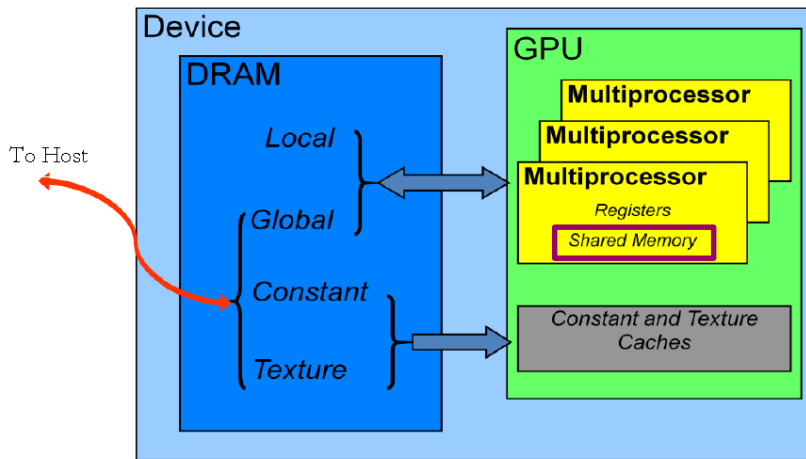 Device
DRAM
GPU
To Host
Local
Global
Constant
Texture
Multiprocessor
Multiprocessor
Multiprocessor
Registers
Shared Memory
Constant and Texture
Caches